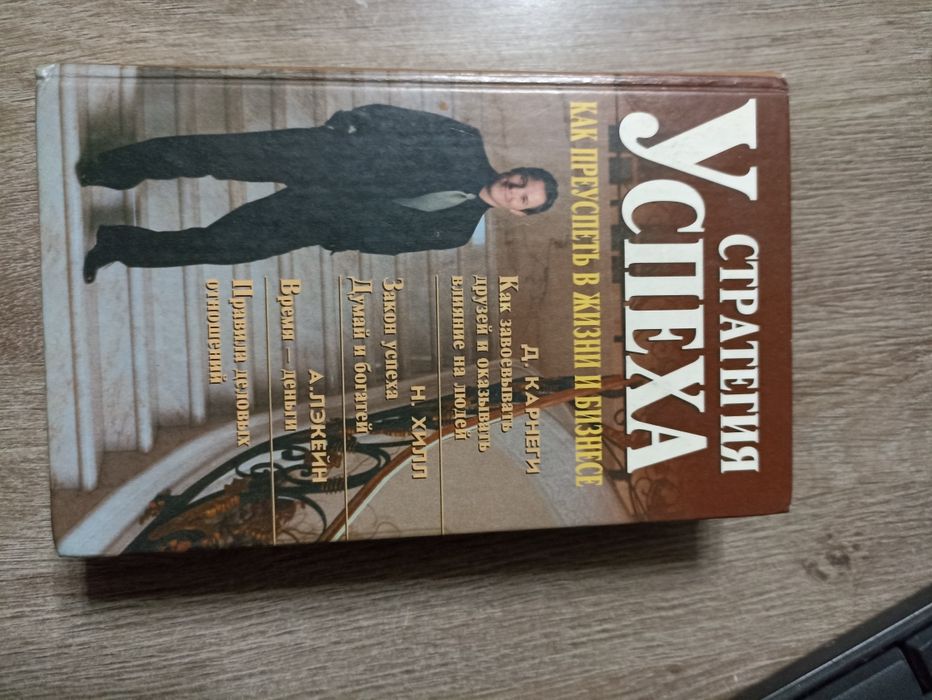 СТРАТЕГИЯ
УСПЕХА
КАК ПРЕУСПЕТЬ В ЖИЗНИ И БИЗНЕСЕ
Д. КАРНЕГИ
Как завоевывать
друзей и оказывать
влияние на людей
Н. ХИЛЛ
Закон успеха
Думай и богатей
А.ЛЭКЕЙН
Время – деньги
Правила деловых
отношений